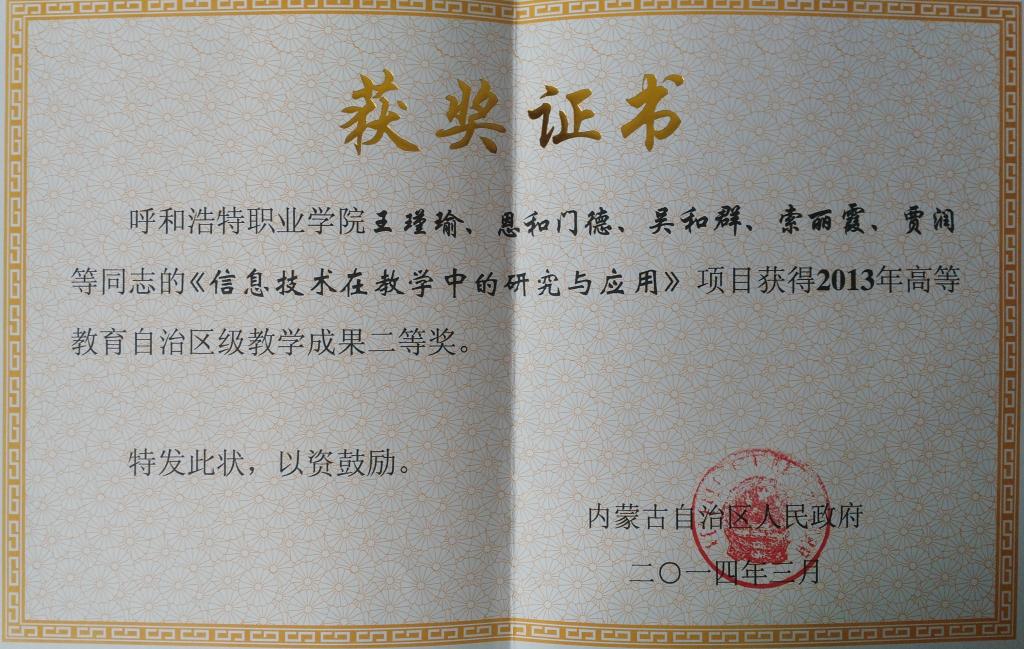 获奖证书
呼和浩特职业学院王瑾瑜、恩和门德、吴和群、索丽霞、贾润
等同志的《信息技术在教学中的研究与应用》项目获得2013年高等
教育自治区级教学成果二等奖。
特发此状，以资鼓励。
内蒙古自治区人民政府
二〇一四年三月